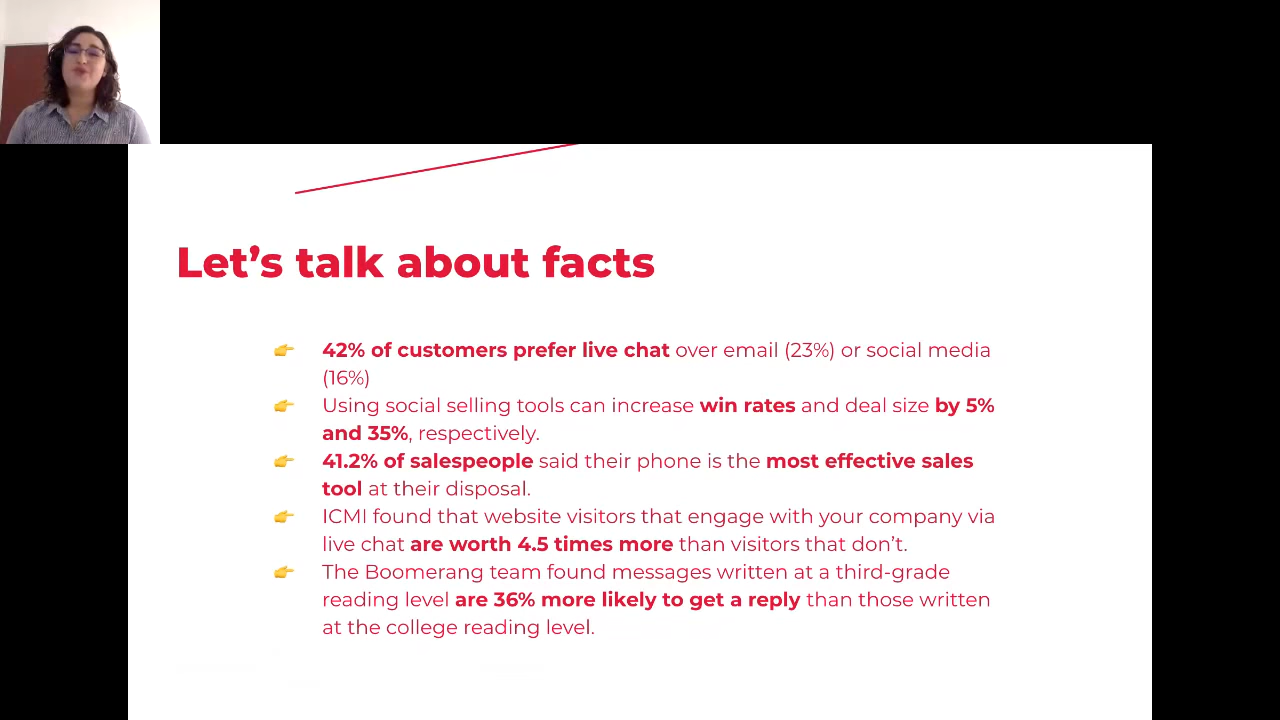 Let’s talk about facts
👉 42% of customers prefer live chat over email (23%) or social media
(16%)
👉 Using social selling tools can increase win rates and deal size by 5%
and 35%, respectively.
👉 41.2% of salespeople said their phone is the most effective sales
tool at their disposal.
👉 ICMI found that website visitors that engage with your company via
live chat are worth 4.5 times more than visitors that don’t.
👉 The Boomerang team found messages written at a third-grade
reading level are 36% more likely to get a reply than those written
at the college reading level.